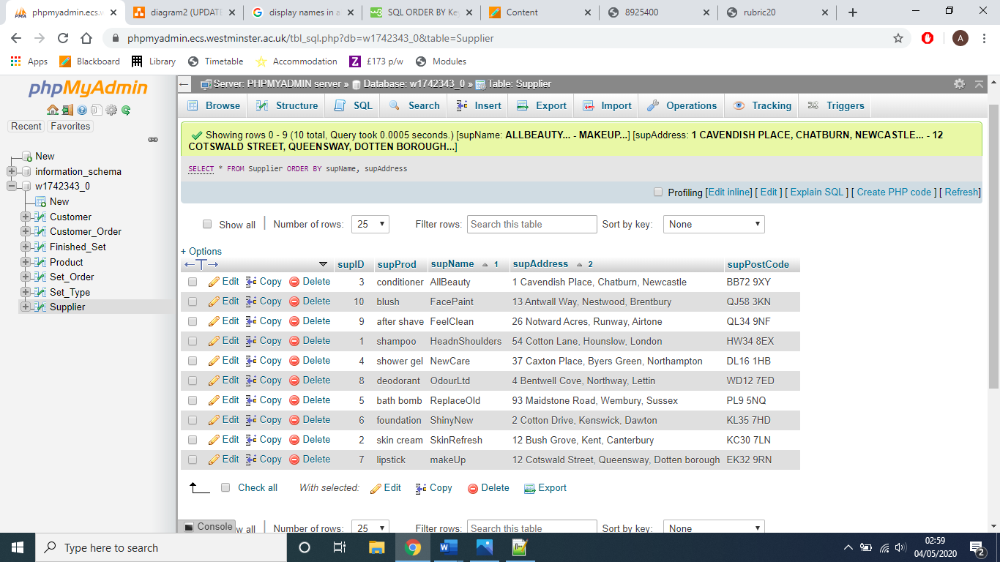 phpmyadmin.ecs.w
diagram2 (UPDATE
display names in a
SQL ORDER BY Key
Content
8925400
rubric20
phpmyadmin.ecs.westminster.ac.uk/tbl_sql.php?db=w1742343_0&table=Supplier
A
Apps
Blackboard
Library
Timetable
Accommodation
£173 p/w
Modules
phpMyAdmin
Recent
Favorites
New
information_schema
w1742343_0
New
Customer
Customer_Order
Finished_Set
Product
Set_Order
Set_Type
Supplier
Server: PHPMYADMIN server » Database: w1742343_0 » Table: Supplier
Browse Structure SQL Search Insert Export Import Operations Tracking Triggers
Showing rows 0 - 9 (10 total, Query took 0.0005 seconds.) [supName: ALLBEAUTY... - MAKEUP...] [supAddress: 1 CAVENDISH PLACE, CHATBURN, NEWCASTLE... - 12
COTSWALD STREET, QUEENSWAY, DOTTEN BOROUGH...]
SELECT * FROM Supplier ORDER BY supName, supAddress
Profiling [Edit inline] [ Edit ] [ Explain SQL ] [ Create PHP code ] [ Refresh]
Show all | Number of rows: 25 Filter rows: Search this table Sort by key: None
+ Options
←T→ supID supProd supName 1 supAddress 2 supPostCode
Edit Copy Delete 3 conditioner AllBeauty 1 Cavendish Place, Chatburn, Newcastle BB72 9XY
Edit Copy Delete 10 blush FacePaint 13 Antwall Way, Nestwood, Brentbury QJ58 3KN
Edit Copy Delete 9 after shave FeelClean 26 Notward Acres, Runway, Airtone QL34 9NF
Edit Copy Delete 1 shampoo HeadnShoulders 54 Cotton Lane, Hounslow, London HW34 8EX
Edit Copy Delete 4 shower gel NewCare 37 Caxton Place, Byers Green, Northampton DL16 1HB
Edit Copy Delete 8 deodorant OdourLtd 4 Bentwell Cove, Northway, Lettin WD12 7ED
Edit Copy Delete 5 bath bomb ReplaceOld 93 Maidstone Road, Wembury, Sussex PL9 5NQ
Edit Copy Delete 6 foundation ShinyNew 2 Cotton Drive, Kenswick, Dawton KL35 7HD
Edit Copy Delete 2 skin cream SkinRefresh 12 Bush Grove, Kent, Canterbury KC30 7LN
Edit Copy Delete 7 lipstick makeUp 12 Cotswald Street, Queensway, Dotten borough EK32 9RN
Check all With selected: Edit Copy Delete Export
Console w all | Number of rows: 25 Filter rows: Search this table Sort by key: None
Type here to search
02:59
04/05/2020
2